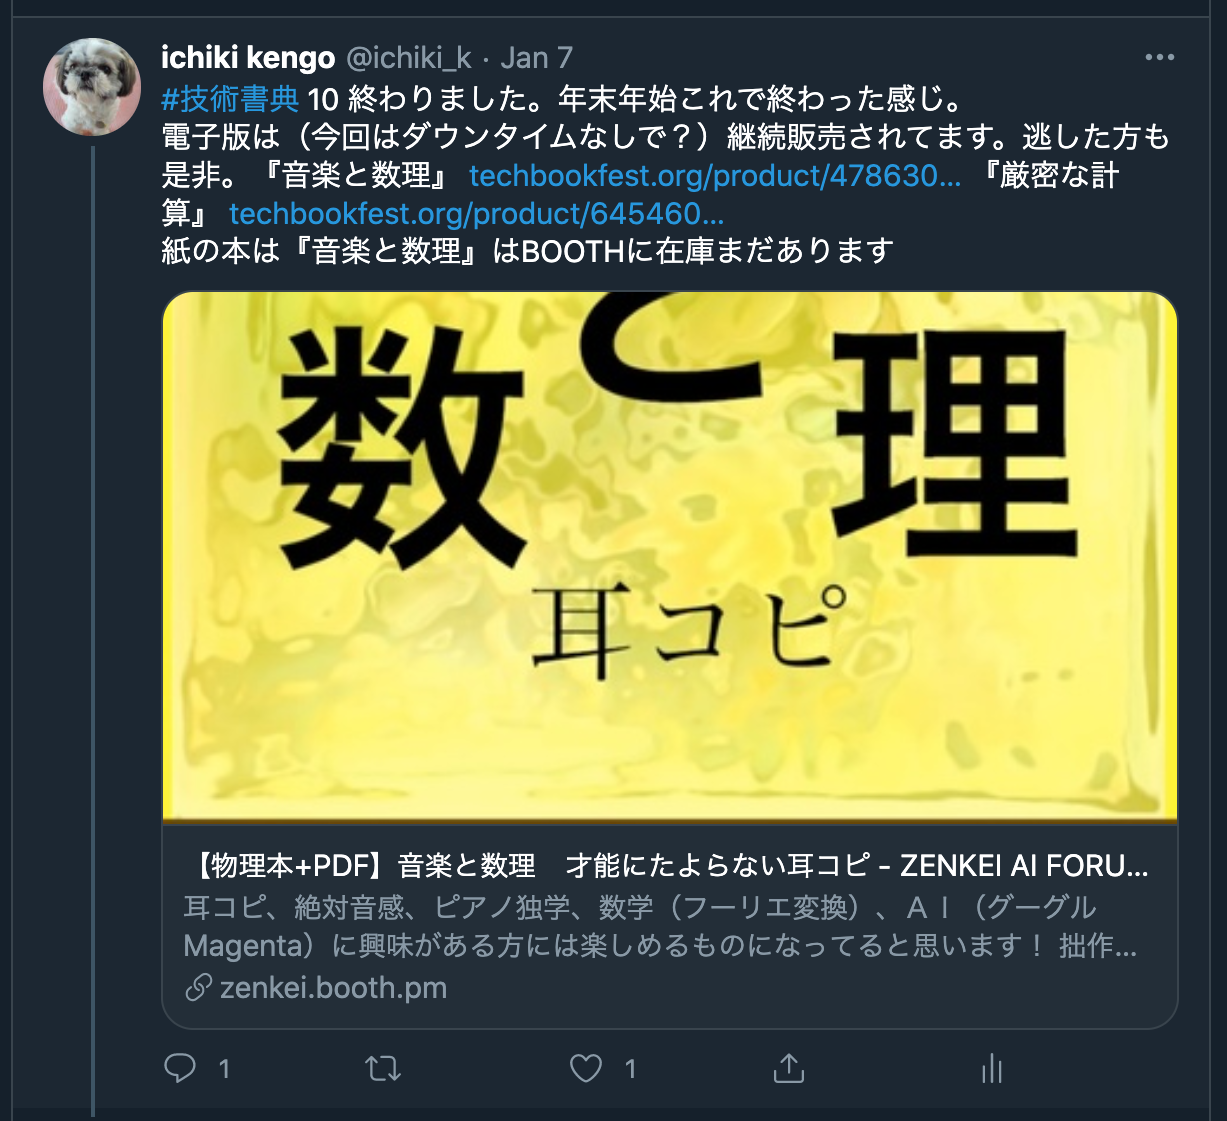 ichiki kengo @ichiki_k · Jan 7
#技術書典 10 終わりました。年末年始これで終わった感じ。
電子版は（今回はダウンタイムなしで？）継続販売されてます。逃した方も
是非。『音楽と数理』 techbookfest.org/product/478630… 『厳密な計
算』 techbookfest.org/product/645460…
紙の本は『音楽と数理』はBOOTHに在庫まだあります
数と理
耳コピ
【物理本+PDF】音楽と数理　才能にたよらない耳コピ - ZENKEI AI FORU...
耳コピ、絶対音感、ピアノ独学、数学（フーリエ変換）、ＡＩ（グーグル
Magenta）に興味がある方には楽しめるものになってると思います！ 拙作...
zenkei.booth.pm
1 1